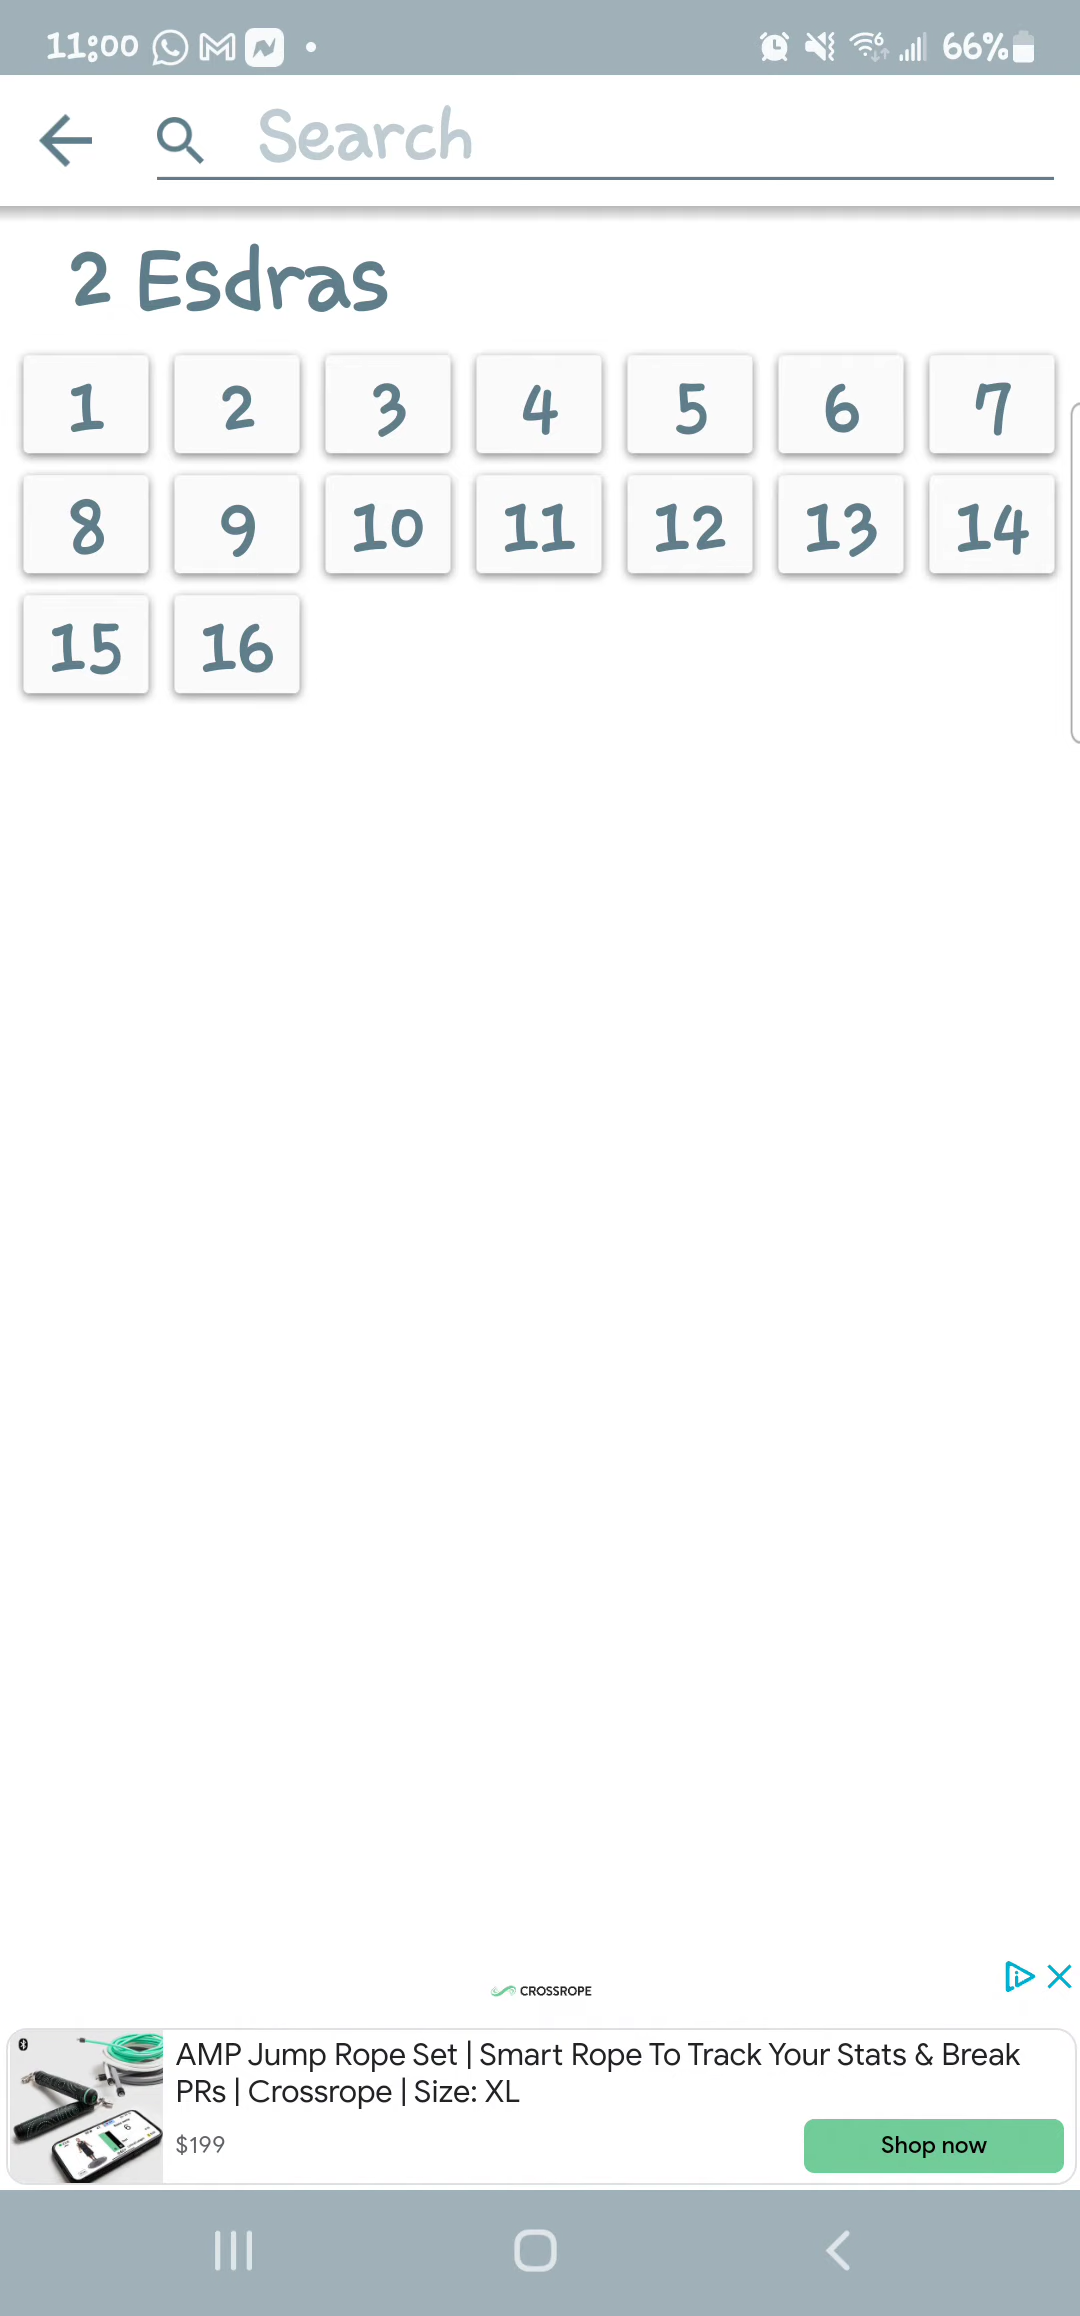 11:00 66%
Search
2 Esdras
1 2 3 4 5 6 7
8 9 10 11 12 13 14
15 16
CROSSROPE
AMP Jump Rope Set | Smart Rope To Track Your Stats & Break
PRs | Crossrope | Size: XL
$199
Shop now